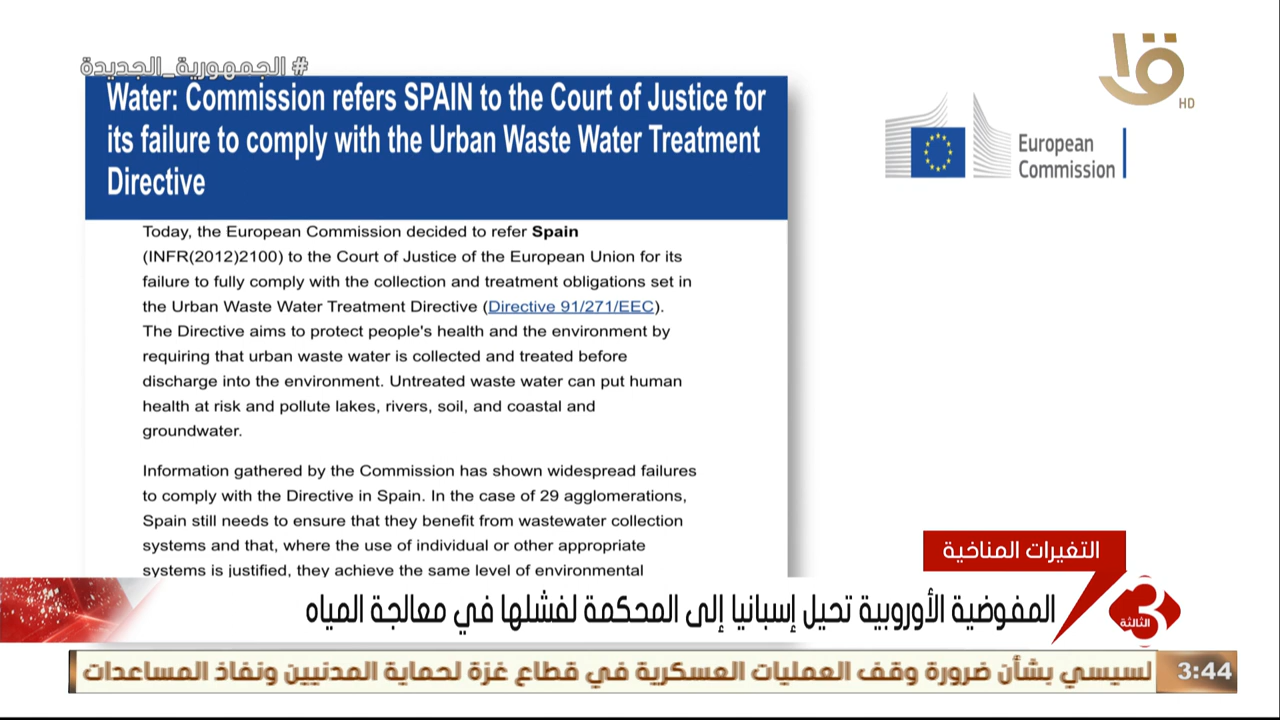 # الجمهورية_الجديدة
HD
Water: Commission refers SPAIN to the Court of Justice for
its failure to comply with the Urban Waste Water Treatment
Directive
European
Commission
Today, the European Commission decided to refer Spain
(INFR(2012)2100) to the Court of Justice of the European Union for its
failure to fully comply with the collection and treatment obligations set in
the Urban Waste Water Treatment Directive (Directive 91/271/EEC).
The Directive aims to protect people's health and the environment by
requiring that urban waste water is collected and treated before
discharge into the environment. Untreated waste water can put human
health at risk and pollute lakes, rivers, soil, and coastal and
groundwater.
Information gathered by the Commission has shown widespread failures
to comply with the Directive in Spain. In the case of 29 agglomerations,
Spain still needs to ensure that they benefit from wastewater collection
systems and that, where the use of individual or other appropriate
systems is justified, they achieve the same level of environmental
التغيرات المناخية
المفوضية الأوروبية تحيل إسبانيا إلى المحكمة لفشلها في معالجة المياه
3
الثالثة
لسيسي بشأن ضرورة وقف العمليات العسكرية في قطاع غزة لحماية المدنيين ونفاذ المساعدات
3:44